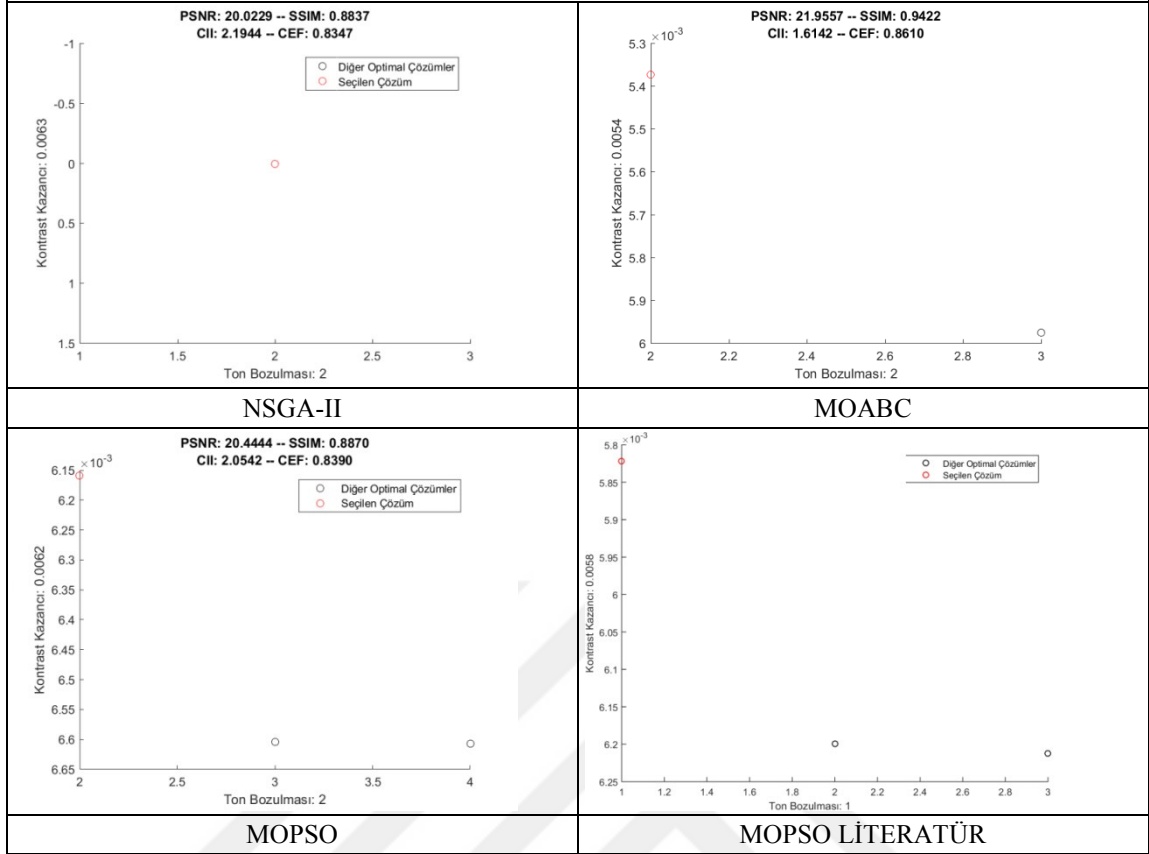 PSNR: 20.0229 -- SSIM: 0.8837
CII: 2.1944 -- CEF: 0.8347
-1
-0.5
0
0.5
1
1.5
Kontrast Kazancı: 0.0063
Diğer Optimal Çözümler
Seçilen Çözüm
1 1.5 2 2.5 3
Ton Bozulması: 2
NSGA-II
PSNR: 21.9557 -- SSIM: 0.9422
CII: 1.6142 -- CEF: 0.8610
×10-3
5.3
5.4
5.5
5.6
5.7
5.8
5.9
6
Kontrast Kazancı: 0.0054
2 2.2 2.4 2.6 2.8 3
Ton Bozulması: 2
MOABC
PSNR: 20.4444 -- SSIM: 0.8870
CII: 2.0542 -- CEF: 0.8390
×10-3
6.15
6.2
6.25
6.3
6.35
6.4
6.45
6.5
6.55
6.6
6.65
Kontrast Kazancı: 0.0062
Diğer Optimal Çözümler
Seçilen Çözüm
2 2.5 3 3.5 4
Ton Bozulması: 2
MOPSO
×10-3
5.8
5.85
5.9
5.95
6
6.05
6.1
6.15
6.2
6.25
Kontrast Kazancı: 0.0058
Diğer Optimal Çözümler
Seçilen Çözüm
1 1.2 1.4 1.6 1.8 2 2.2 2.4 2.6 2.8 3
Ton Bozulması: 1
MOPSO LİTERATÜR